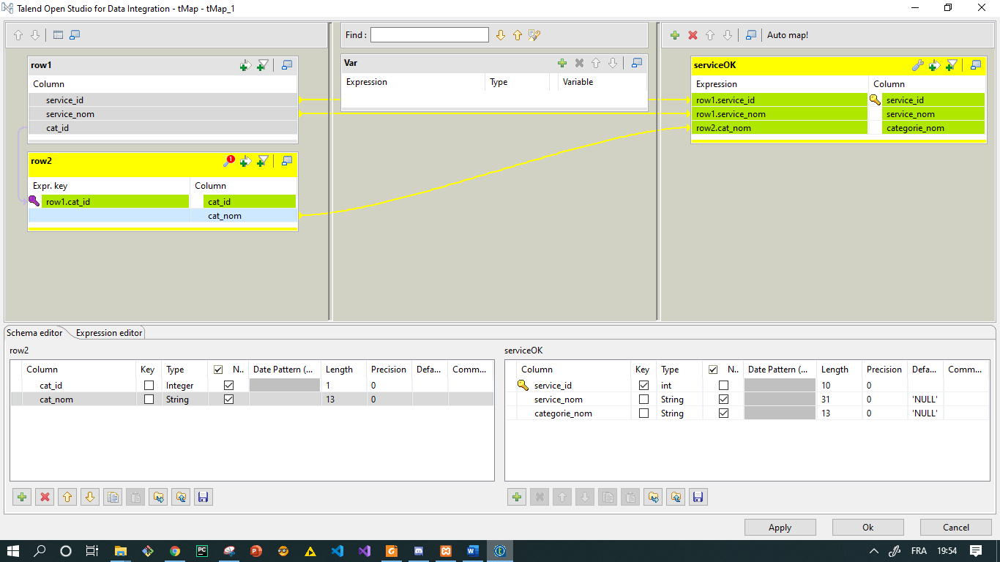 Talend Open Studio for Data Integration - tMap - tMap_1
Find :
Auto map!
row1
Column
service_id
service_nom
cat_id
row2
1
Expr. key Column
row1.cat_id cat_id
cat_nom
Var
Expression Type Variable
serviceOK
Expression Column
row1.service_id service_id
row1.service_nom service_nom
row2.cat_nom categorie_nom
Schema editor Expression editor
row2
Column Key Type N.. Date Pattern (... Length Precision Defa... Comm...
cat_id Integer 1 0
cat_nom String 13 0
serviceOK
Column Key Type N.. Date Pattern (... Length Precision Defa... Comm...
service_id int 10 0
service_nom String 31 0 'NULL'
categorie_nom String 13 0 'NULL'
Apply Ok Cancel
FRA 19:54